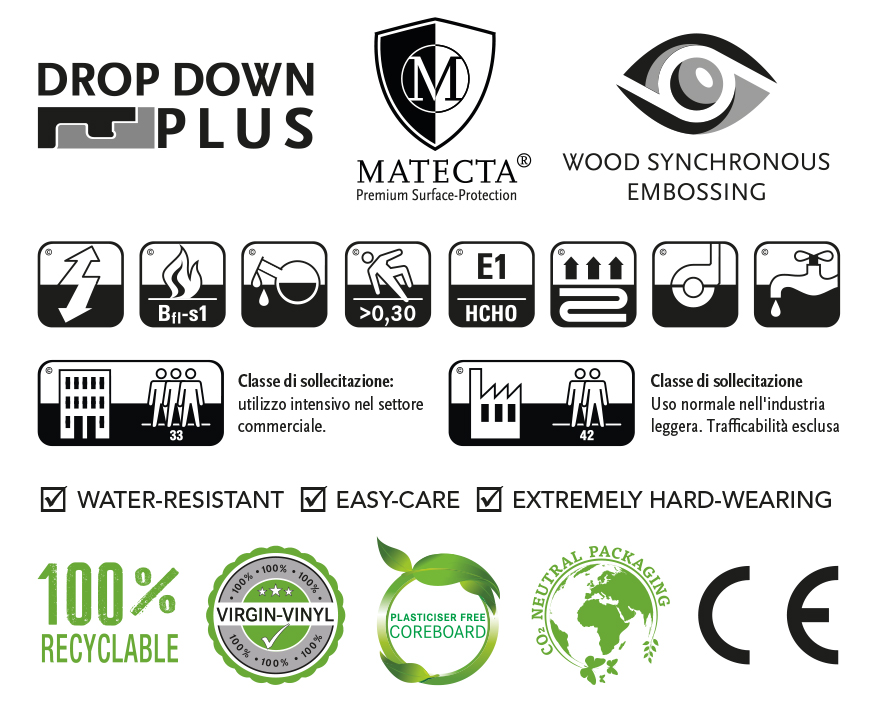 DROP DOWN
PLUS
M
MATECTA®
Premium Surface-Protection
WOOD SYNCHRONOUS
EMBOSSING
©
©
Bfl-s1
©
©
>0,30
©
E1
HCHO
©
©
©
©
33
Classe di sollecitazione:
utilizzo intensivo nel settore
commerciale.
©
42
Classe di sollecitazione
Uso normale nell'industria
leggera. Trafficabilità esclusa
WATER-RESISTANT
EASY-CARE
EXTREMELY HARD-WEARING
100%
RECYCLABLE
100% • 100% • 100%
VIRGIN-VINYL
100% • 100% • 100%
PLASTICISER FREE
COREBOARD
CO2 NEUTRAL PACKAGING
CE